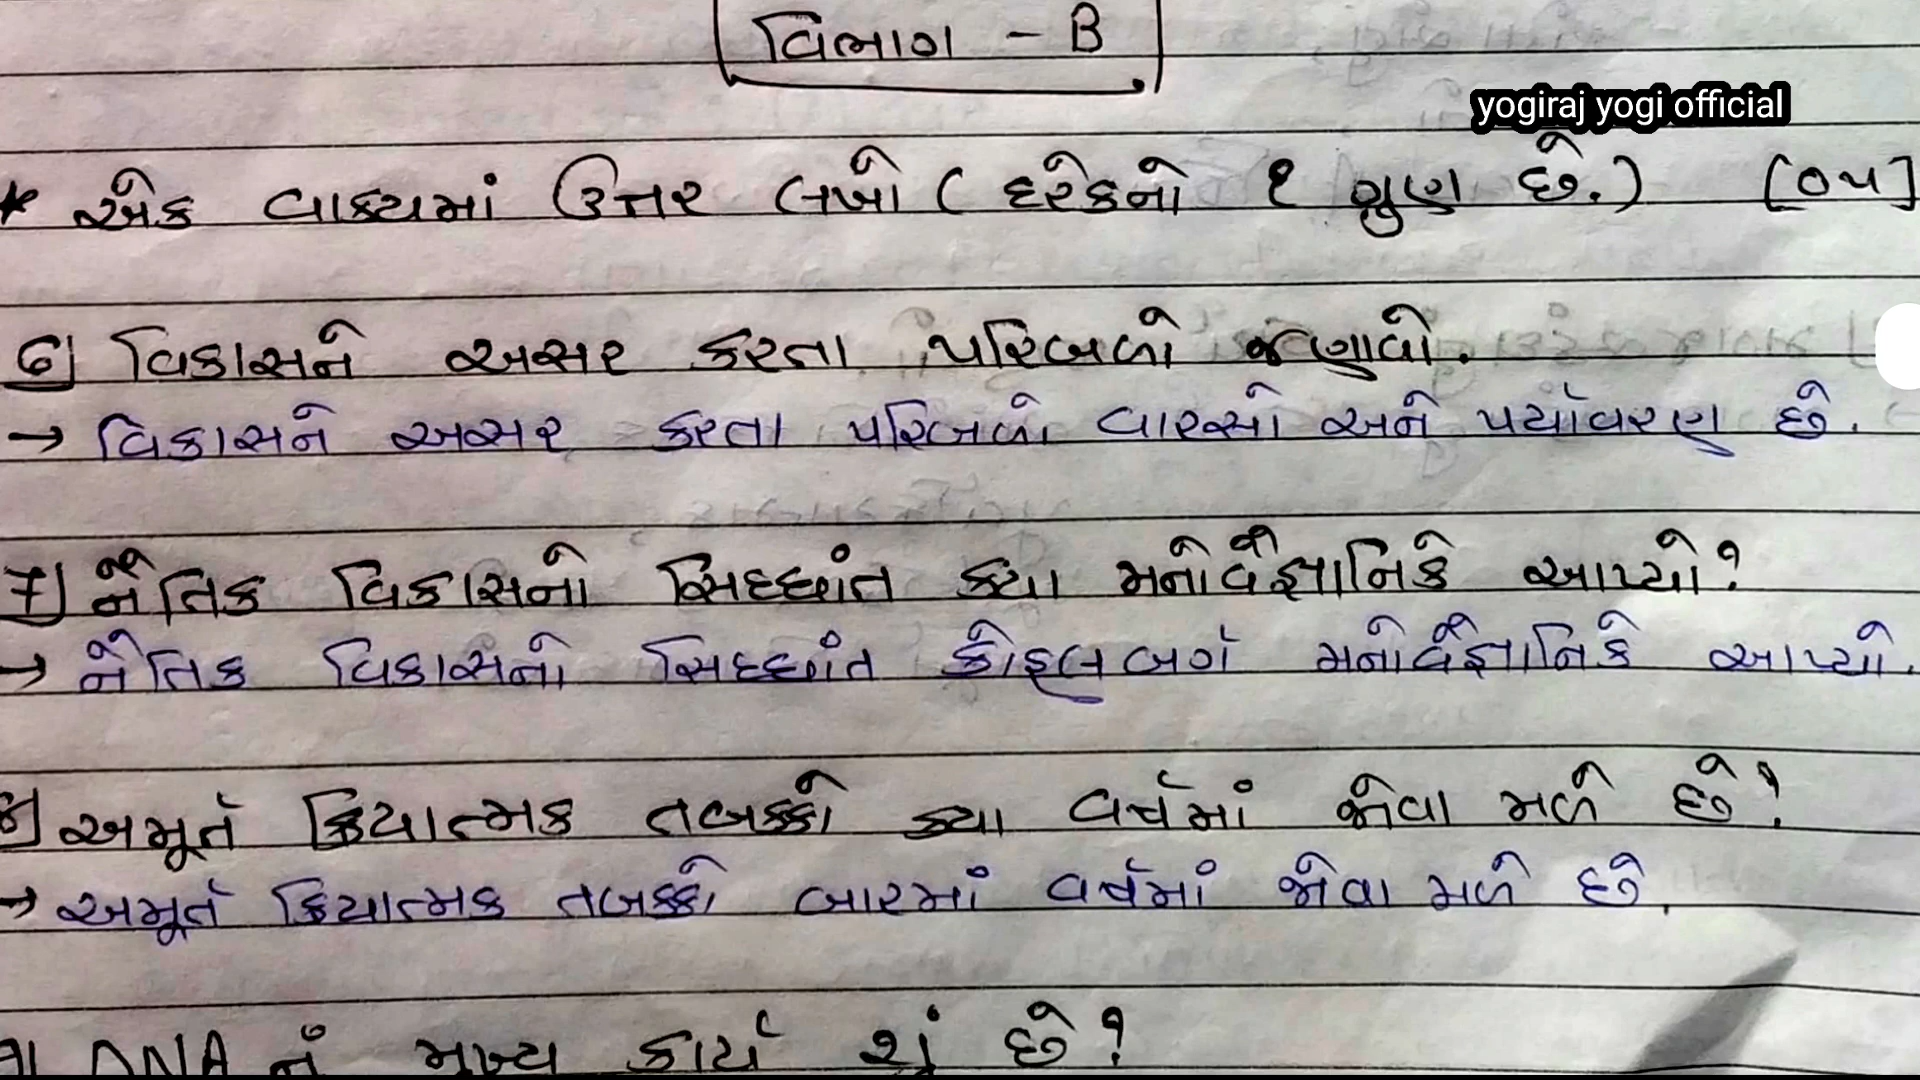 વિભાગ - B
yogiraj yogi official
* એક વાક્યમાં ઉત્તર લખો ( દરેકનો ૧ ગુણ છે.) [૦૫]
6] વિકાસને અસર કરતા પરિબળો જણાવો.
→ વિકાસને અસર કરતા પરિબળો વારસો અને પર્યાવરણ છે.
7] નૈતિક વિકાસનો સિદ્ધાંત ક્યા મનોવૈજ્ઞાનિકે આપ્યો?
→ નૈતિક વિકાસનો સિદ્ધાંત કોહલબર્ગ મનોવૈજ્ઞાનિકે આપ્યો.
8] અમૂર્ત ક્રિયાત્મક તબક્કો ક્યા વર્ષમાં જોવા મળે છે?
→ અમૂર્ત ક્રિયાત્મક તબક્કો બારમાં વર્ષમાં જોવા મળે છે.
9] DNA નું મુખ્ય કાર્ય શું છે?